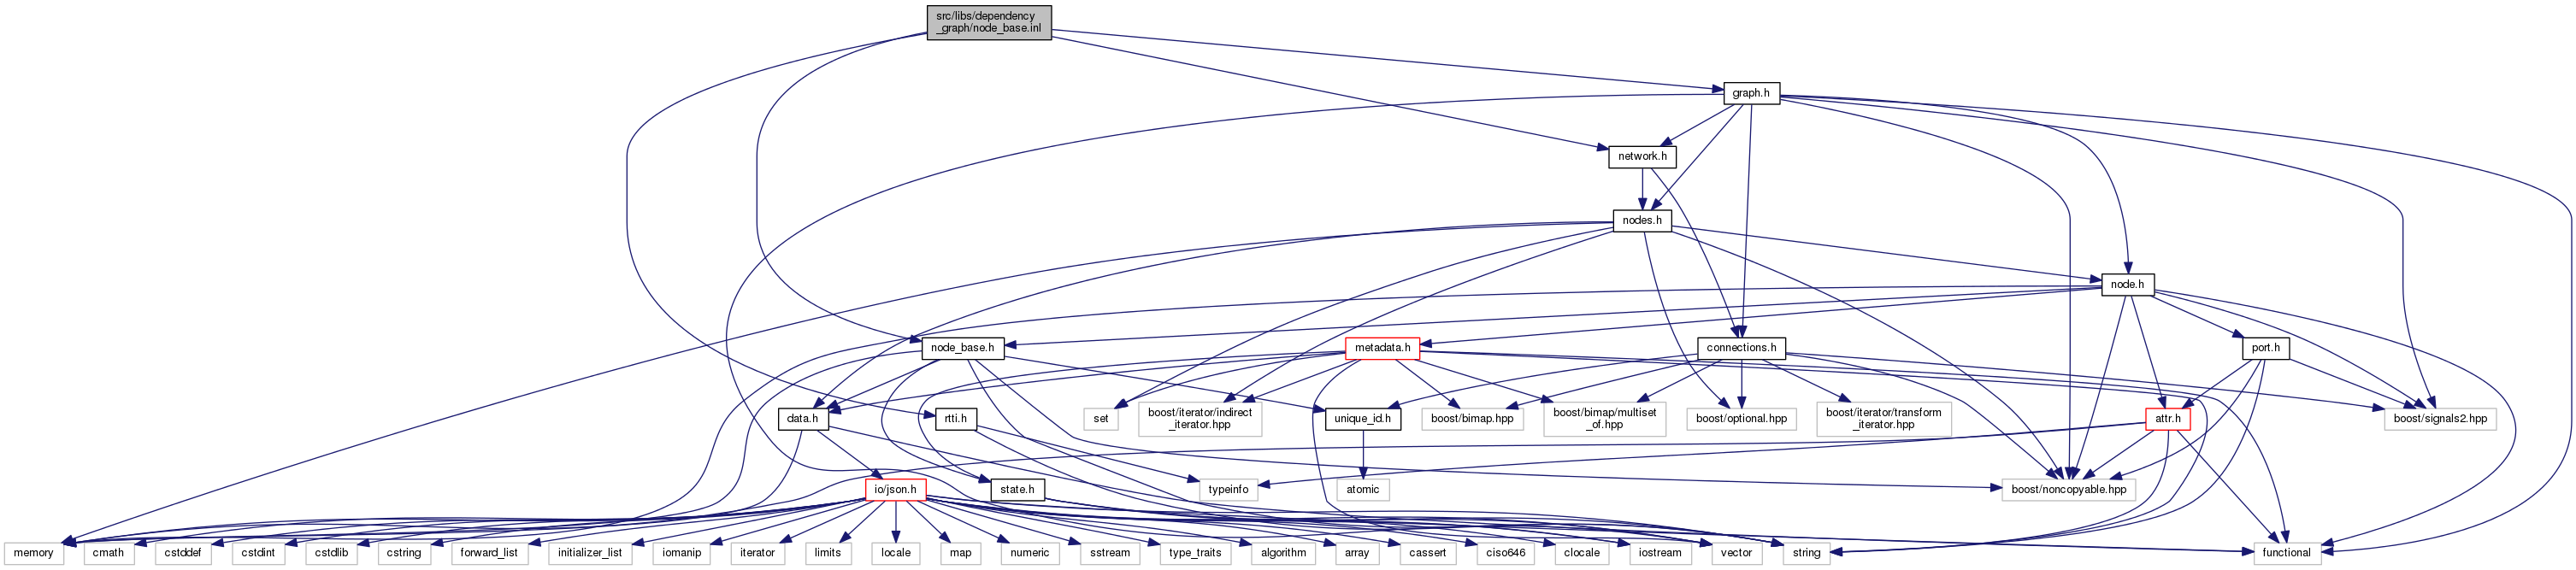 src/libs/dependency
_graph/node_base.inl
graph.h
network.h
nodes.h
node.h
node_base.h
metadata.h
connections.h
port.h
data.h
rtti.h
set
boost/iterator/indirect
_iterator.hpp
unique_id.h
boost/bimap.hpp
boost/bimap/multiset
_of.hpp
boost/optional.hpp
boost/iterator/transform
_iterator.hpp
attr.h
boost/signals2.hpp
io/json.h
state.h
typeinfo
atomic
boost/noncopyable.hpp
memory
cmath
cstddef
cstdint
cstdlib
cstring
forward_list
initializer_list
iomanip
iterator
limits
locale
map
numeric
sstream
type_traits
algorithm
array
cassert
ciso646
clocale
iostream
vector
string
functional